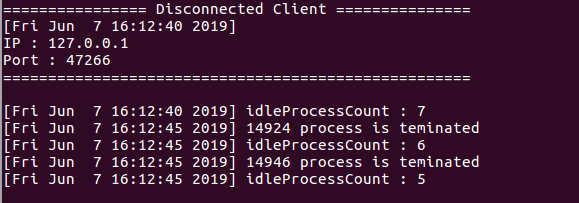 ================ Disconnected Client ===============
[Fri Jun  7 16:12:40 2019]
IP : 127.0.0.1
Port : 47266
====================================================
[Fri Jun  7 16:12:40 2019] idleProcessCount : 7
[Fri Jun  7 16:12:45 2019] 14924 process is teminated
[Fri Jun  7 16:12:45 2019] idleProcessCount : 6
[Fri Jun  7 16:12:45 2019] 14946 process is teminated
[Fri Jun  7 16:12:45 2019] idleProcessCount : 5